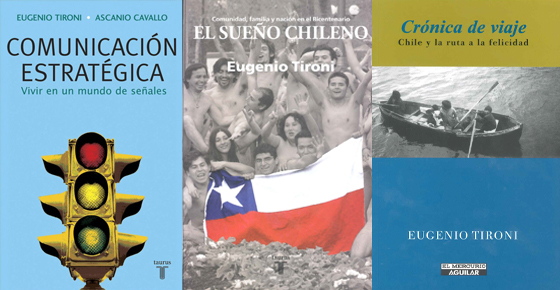 EUGENIO TIRONI • ASCANIO CAVALLO
COMUNICACIÓN
ESTRATÉGICA
Vivir en un mundo de señales
taurus
T
Comunidad, familia y nación en el Bicentenario
EL SUEÑO CHILENO
Eugenio Tironi
taurus
T
Crónica de viaje
Chile y la ruta a la felicidad
EUGENIO TIRONI
EL MERCURIO
AGUILAR